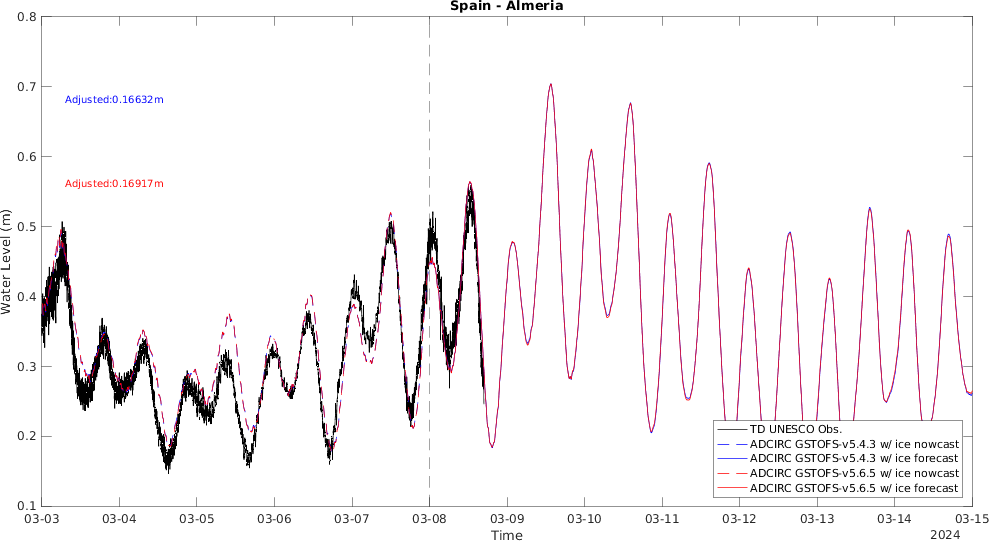 Spain - Almeria
0.8
0.7
0.6
0.5
0.4
0.3
0.2
0.1
Water Level (m)
Adjusted:0.16632m
Adjusted:0.16917m
TD UNESCO Obs.
ADCIRC GSTOFS-v5.4.3 w/ ice nowcast
ADCIRC GSTOFS-v5.4.3 w/ ice forecast
ADCIRC GSTOFS-v5.6.5 w/ ice nowcast
ADCIRC GSTOFS-v5.6.5 w/ ice forecast
03-03 03-04 03-05 03-06 03-07 03-08 03-09 03-10 03-11 03-12 03-13 03-14 03-15
Time
2024